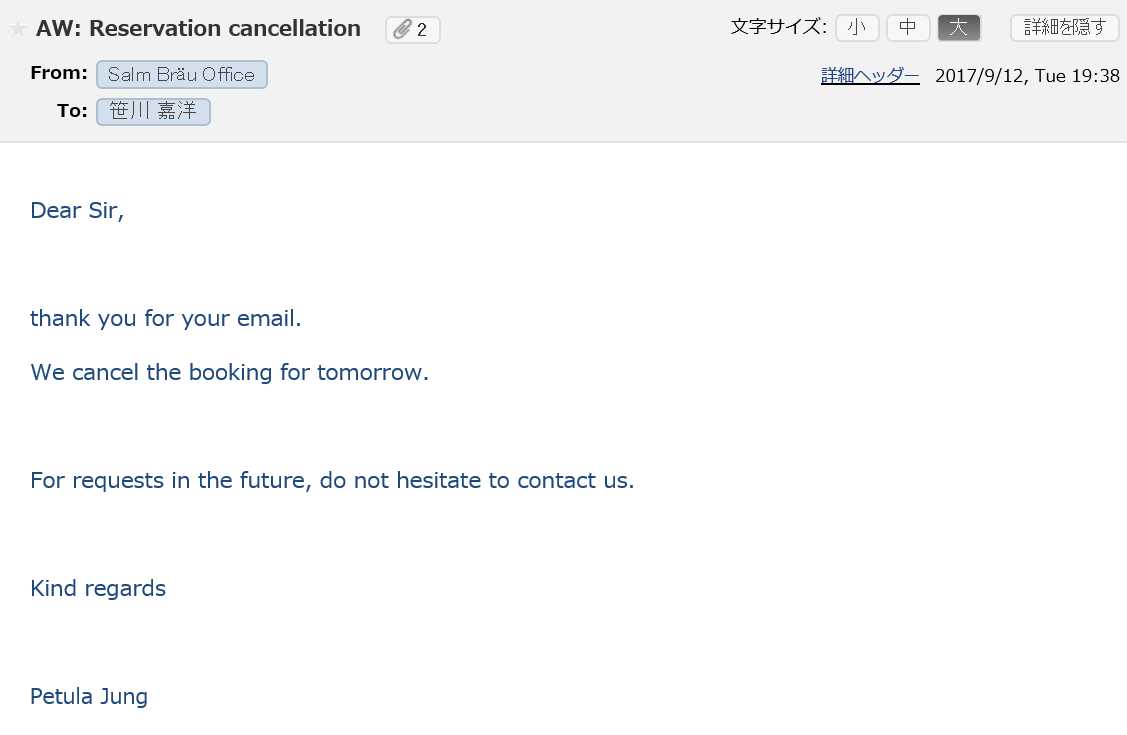 AW: Reservation cancellation 2 文字サイズ: 小 中 大 詳細を隠す
From: Salm Bräu Office 詳細ヘッダー 2017/9/12, Tue 19:38
To: 笹川 嘉洋
Dear Sir,
thank you for your email.
We cancel the booking for tomorrow.
For requests in the future, do not hesitate to contact us.
Kind regards
Petula Jung